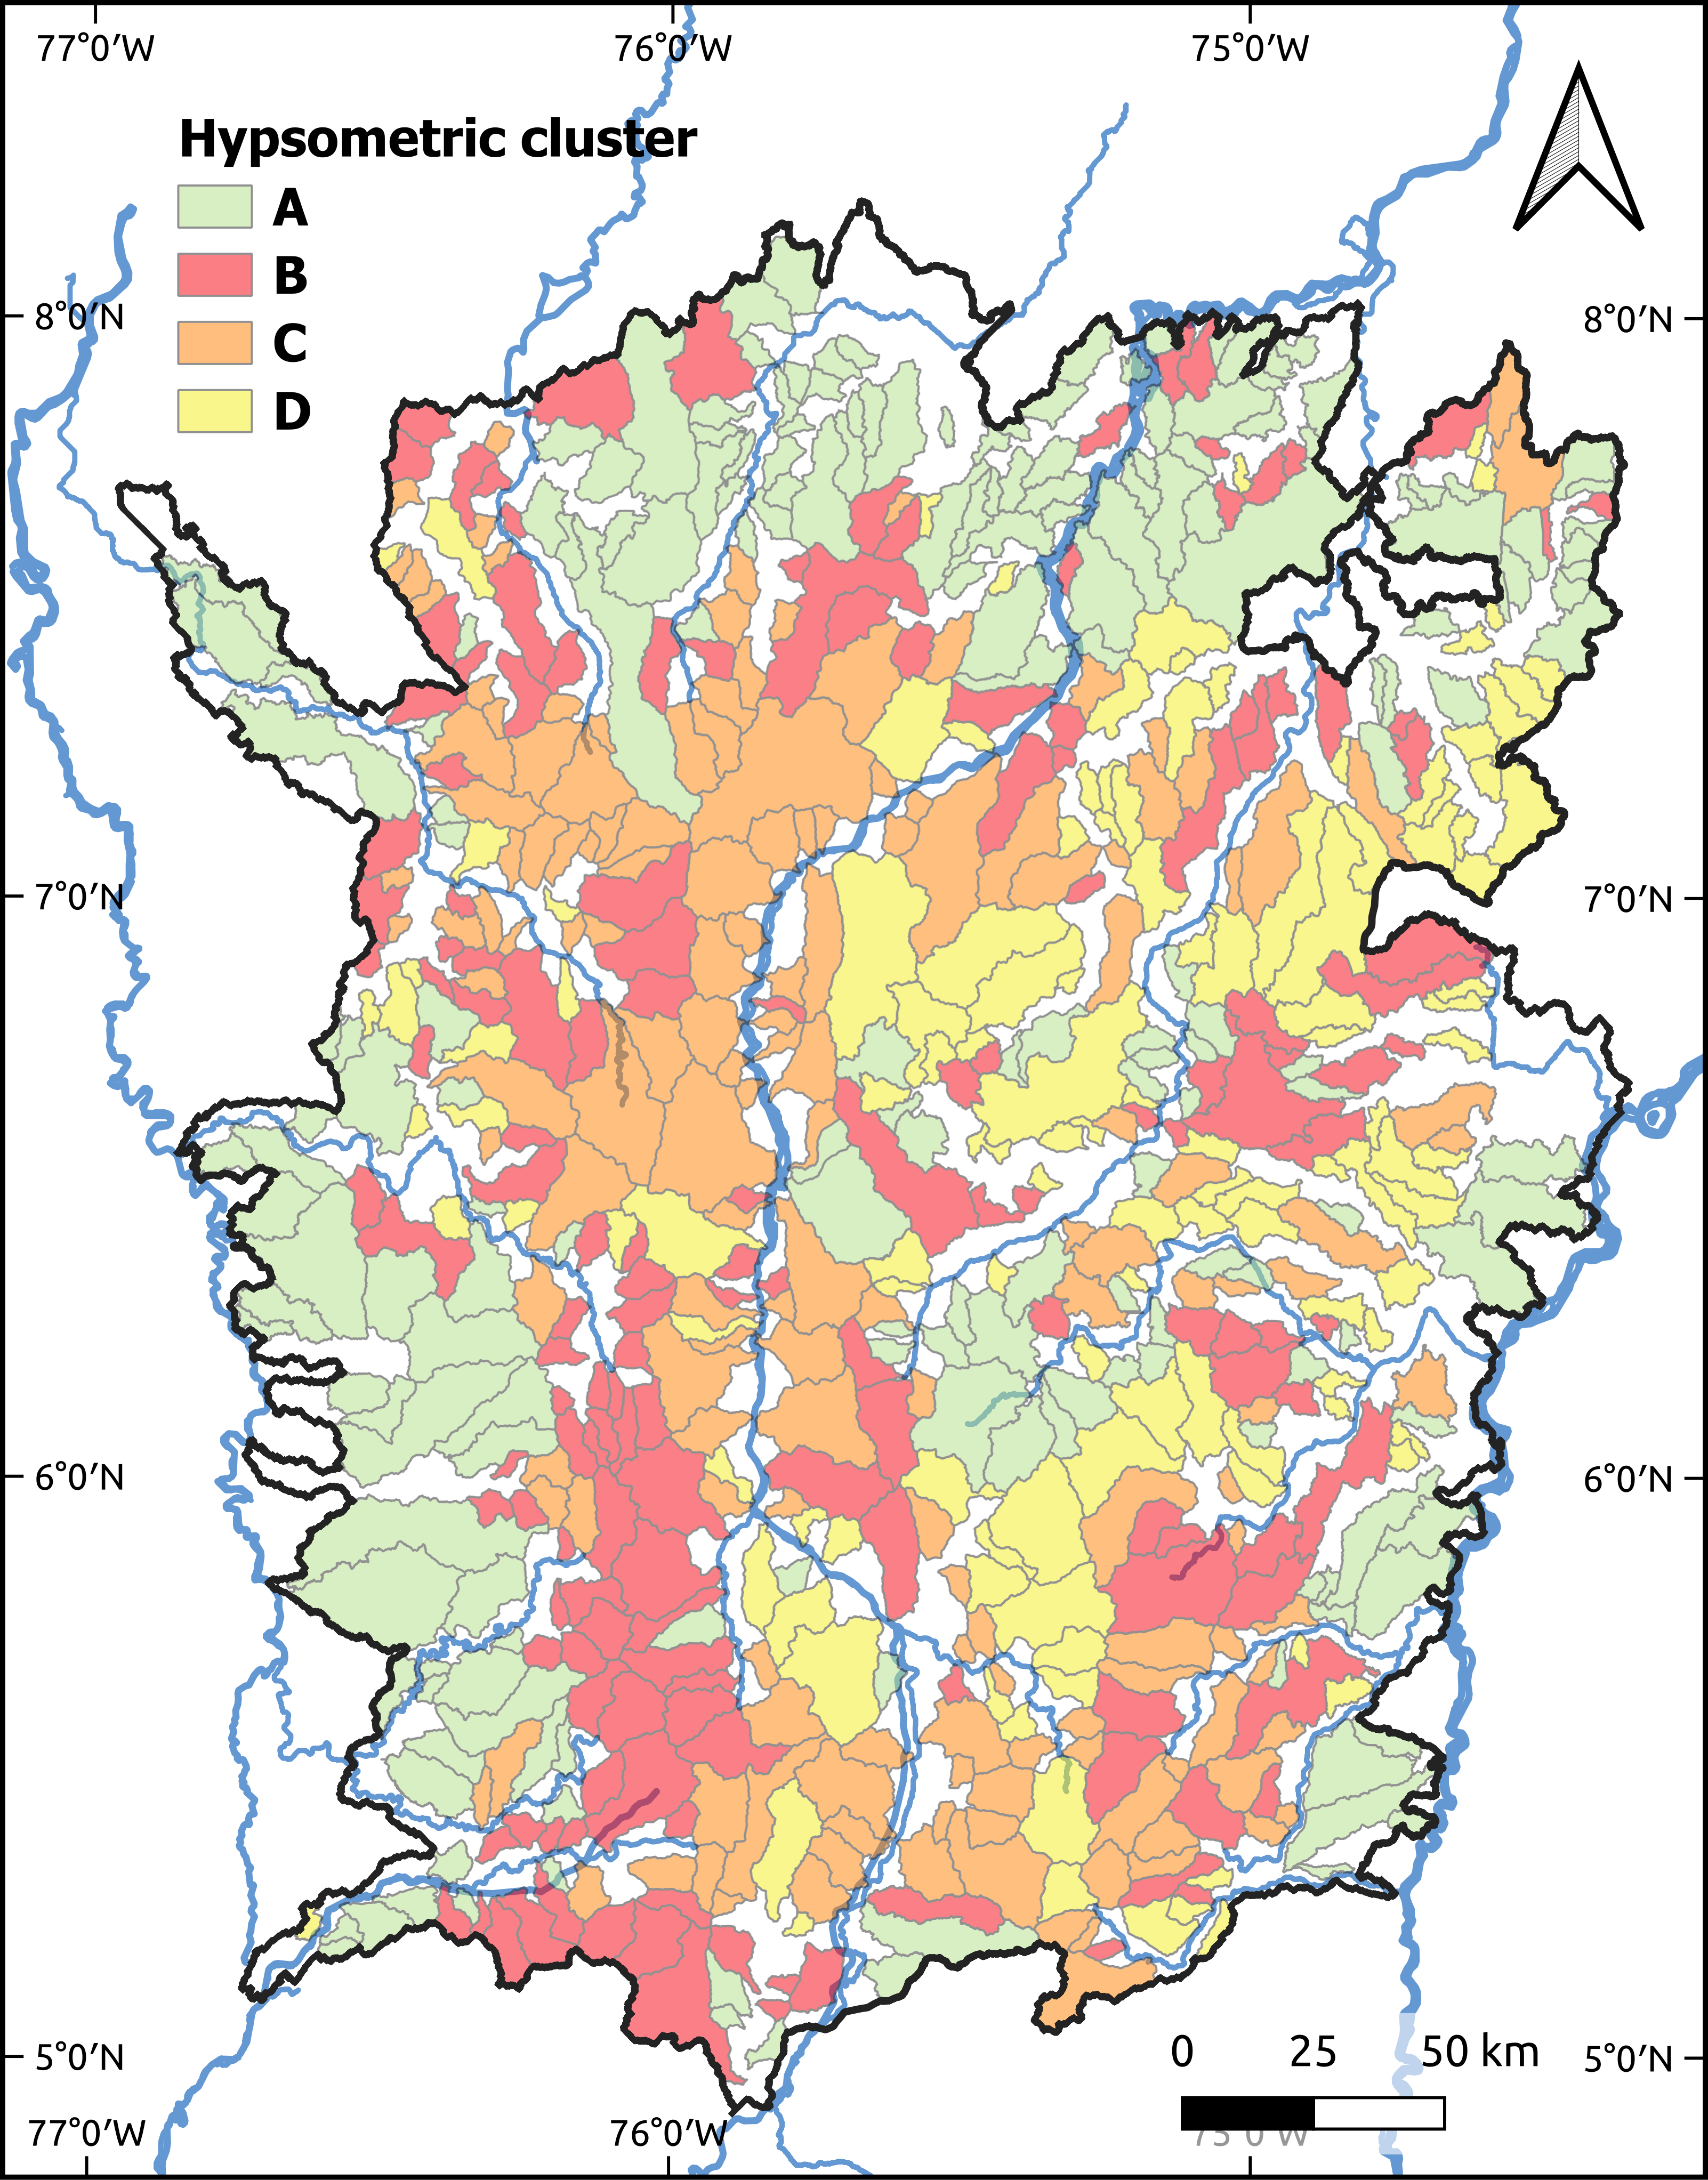 77°0′W 76°0′W 75°0′W
Hypsometric cluster
A
B
C
D
8°0′N 8°0′N
7°0′N 7°0′N
6°0′N 6°0′N
5°0′N 5°0′N
0 25 50 km
77°0′W 76°0′W 75°0′W